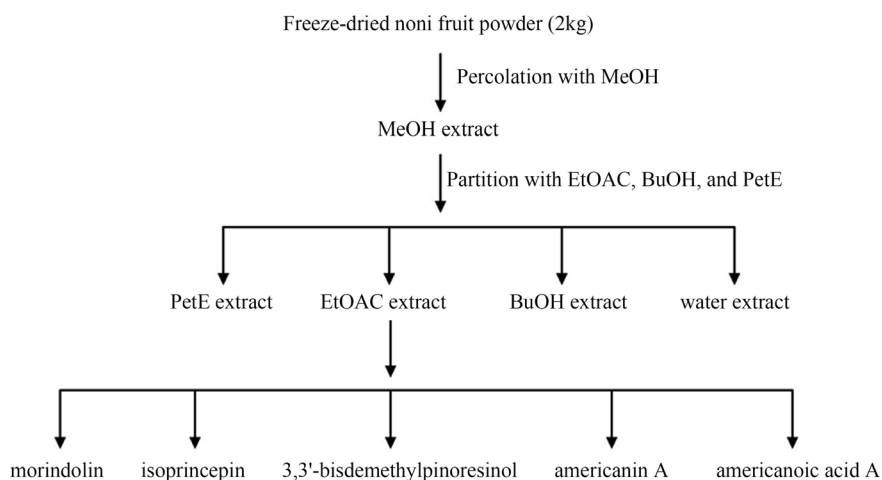 Freeze-dried noni fruit powder (2kg)
Percolation with MeOH
MeOH extract
Partition with EtOAC, BuOH, and PetE
PetE extract EtOAC extract BuOH extract water extract
morindolin isoprincepin 3,3'-bisdemethylpinoresinol americanin A americanoic acid A